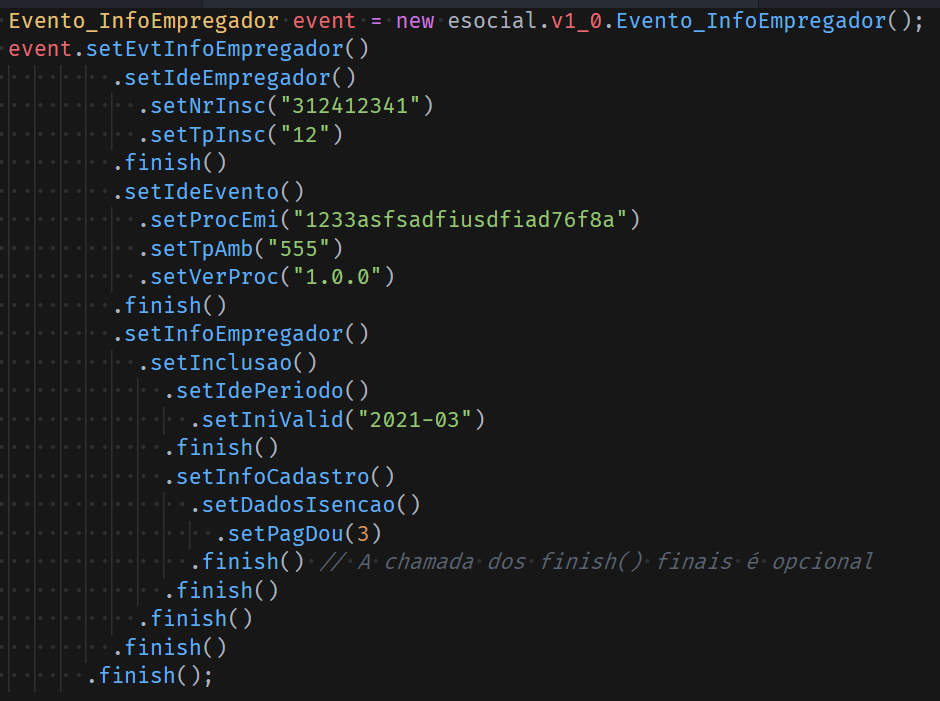 Evento_InfoEmpregador event = new esocial.v1_0.Evento_InfoEmpregador();
event.setEvtInfoEmpregador()
        .setIdeEmpregador()
          .setNrInsc("312412341")
          .setTpInsc("12")
        .finish()
        .setIdeEvento()
          .setProcEmi("1233asfsadfiusdfiad76f8a")
          .setTpAmb("555")
          .setVerProc("1.0.0")
        .finish()
        .setInfoEmpregador()
          .setInclusao()
            .setIdePeriodo()
              .setIniValid("2021-03")
            .finish()
            .setInfoCadastro()
              .setDadosIsencao()
                .setPagDou(3)
              .finish() // A chamada dos finish() finais é opcional
            .finish()
          .finish()
        .finish()
      .finish();